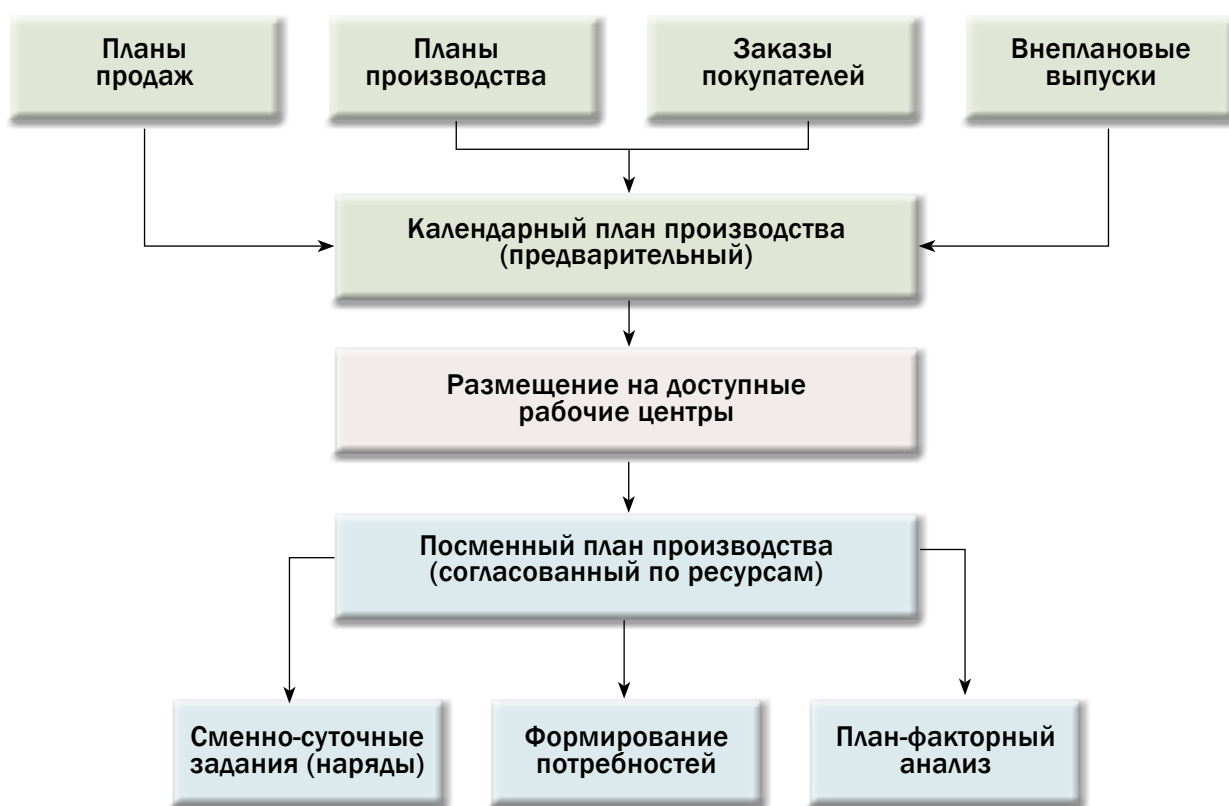 Планы
продаж
Планы
производства
Заказы
покупателей
Внеплановые
выпуски
Календарный план производства
(предварительный)
Размещение на доступные
рабочие центры
Посменный план производства
(согласованный по ресурсам)
Сменно-суточные
задания (наряды)
Формирование
потребностей
План-факторный
анализ